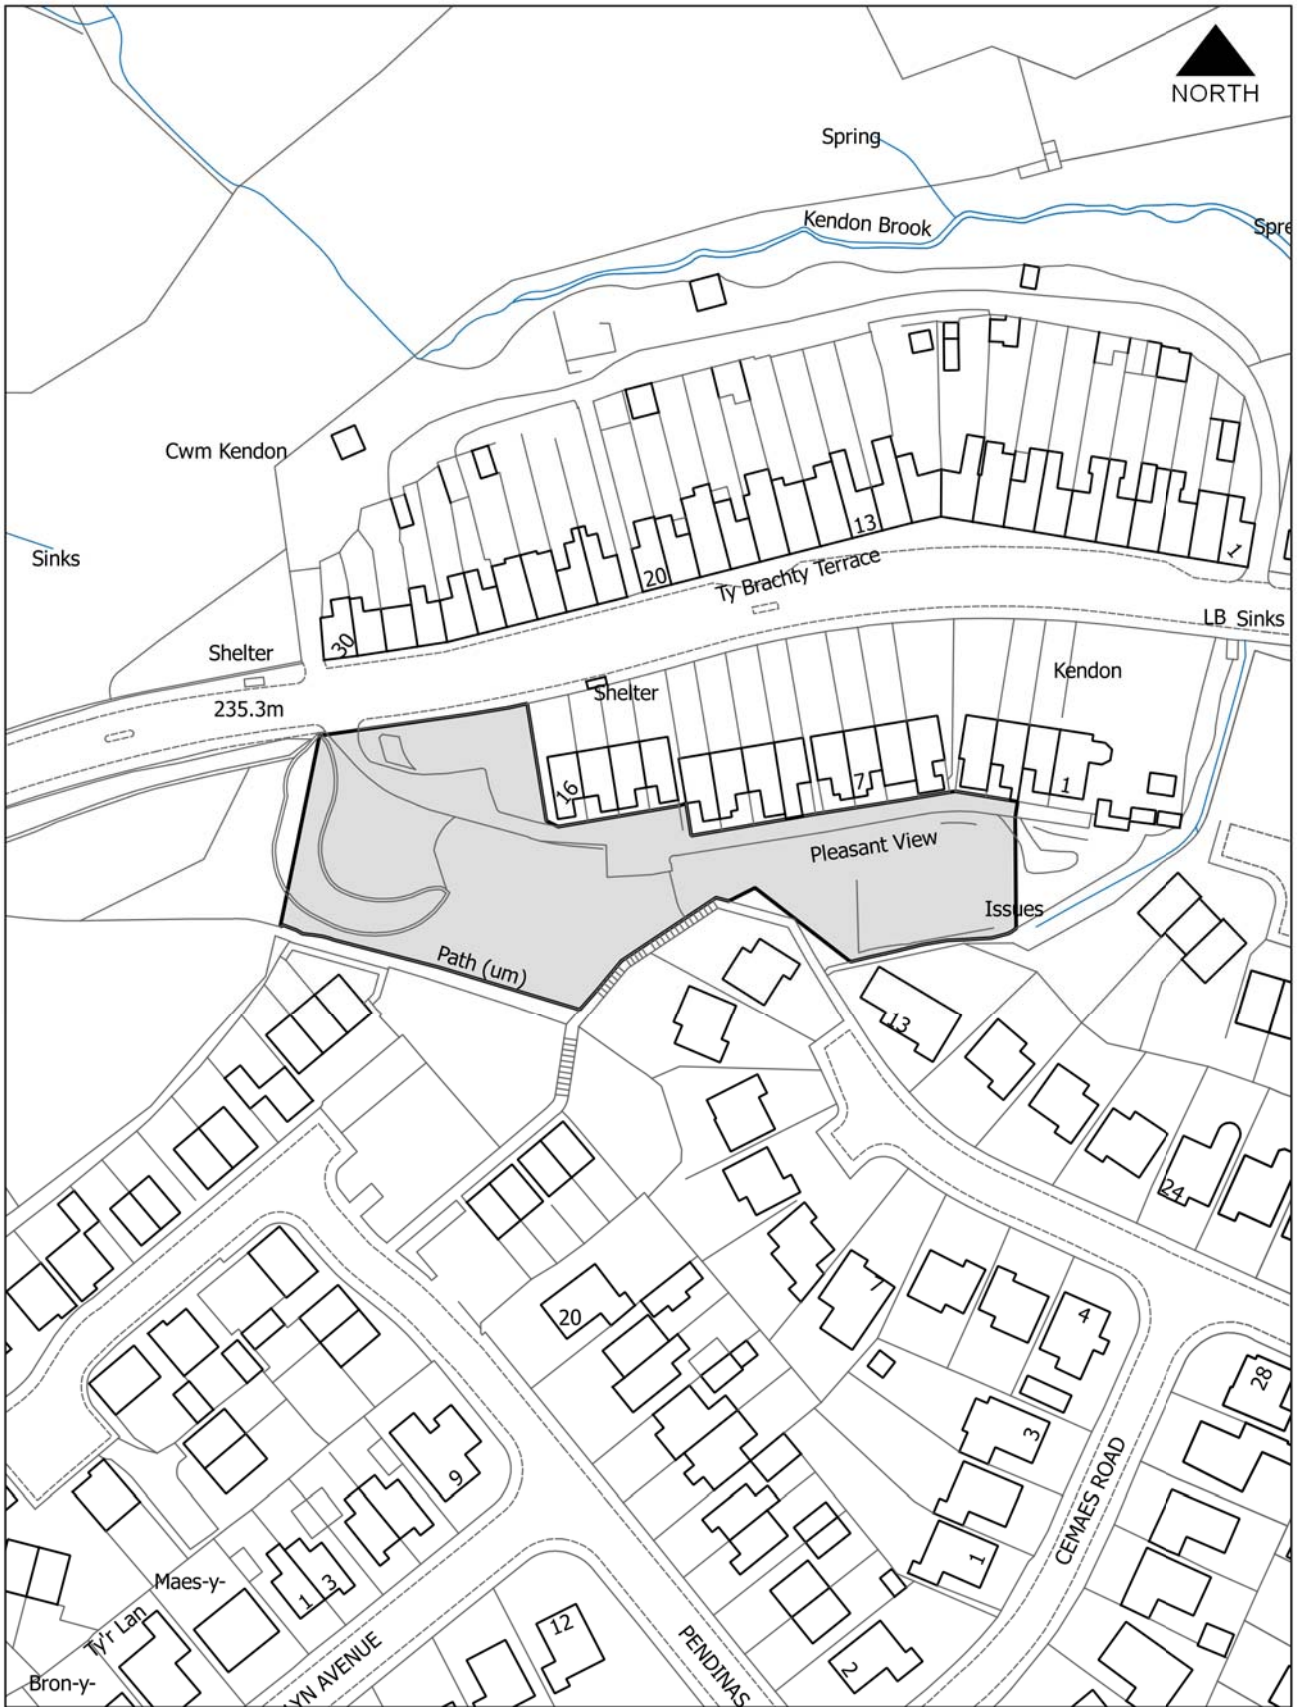 NORTH
Spring
Kendon Brook
Spre
Cwm Kendon
13
Sinks
20
Ty Brachty Terrace
1
30
Shelter
LB Sinks
Shelter
Kendon
235.3m
16
7
1
Pleasant View
Issues
Path (um)
13
24
20
7
4
28
3
9
CEMAES ROAD
1
Maes-y-
1
3
Ty'r Lan
12
PENDINAS
2
LYN AVENUE
Bron-y-